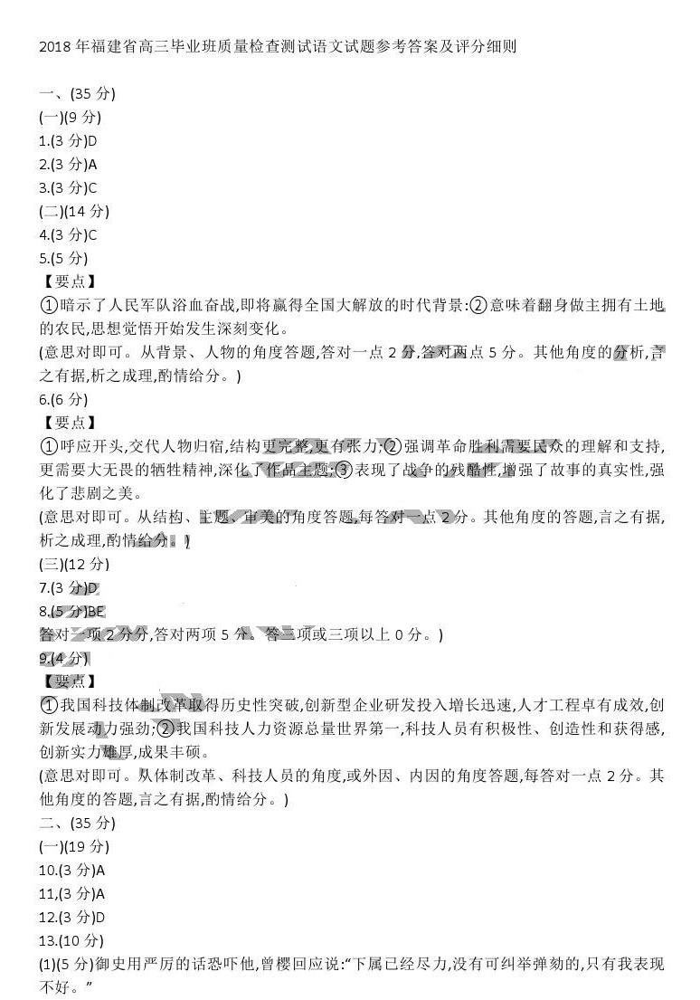 2018 年福建省高三毕业班质量检查测试语文试题参考答案及评分细则
一、(35 分)
(一)(9 分)
1.(3 分)D
2.(3 分)A
3.(3 分)C
(二)(14 分)
4.(3 分)C
5.(5 分)
【要点】
①暗示了人民军队浴血奋战,即将赢得全国大解放的时代背景:②意味着翻身做主拥有土地
的农民,思想觉悟开始发生深刻变化。
(意思对即可。从背景、人物的角度答题,答对一点 2 分,答对两点 5 分。其他角度的分析,言
之有据,析之成理,酌情给分。)
6.(6 分)
【要点】
①呼应开头,交代人物归宿,结构更完整,更有张力;②强调革命胜利需要民众的理解和支持,
更需要大无畏的牺牲精神,深化了作品主题;③表现了战争的残酷性,增强了故事的真实性,强
化了悲剧之美。
(意思对即可。从结构、主题、审美的角度答题,每答对一点 2 分。其他角度的答题,言之有据,
析之成理,酌情给分。)
(三)(12 分)
7.(3 分)D
8.(5 分)BE
答对一项 2 分分,答对两项 5 分。答三项或三项以上 0 分。)
9.(4 分)
【要点】
①我国科技体制改革取得历史性突破,创新型企业研发投入增长迅速,人才工程卓有成效,创
新发展动力强劲;②我国科技人力资源总量世界第一,科技人员有积极性、创造性和获得感,
创新实力雄厚,成果丰硕。
(意思对即可。从体制改革、科技人员的角度,或外因、内因的角度答题,每答对一点 2 分。其
他角度的答题,言之有据,酌情给分。)
二、(35 分)
(一)(19 分)
10.(3 分)A
11,(3 分)A
12.(3 分)D
13.(10 分)
(1)(5 分)御史用严厉的话恐吓他,曾樱回应说:“下属已经尽力,没有可纠举弹劾的,只有我表现
不好。”